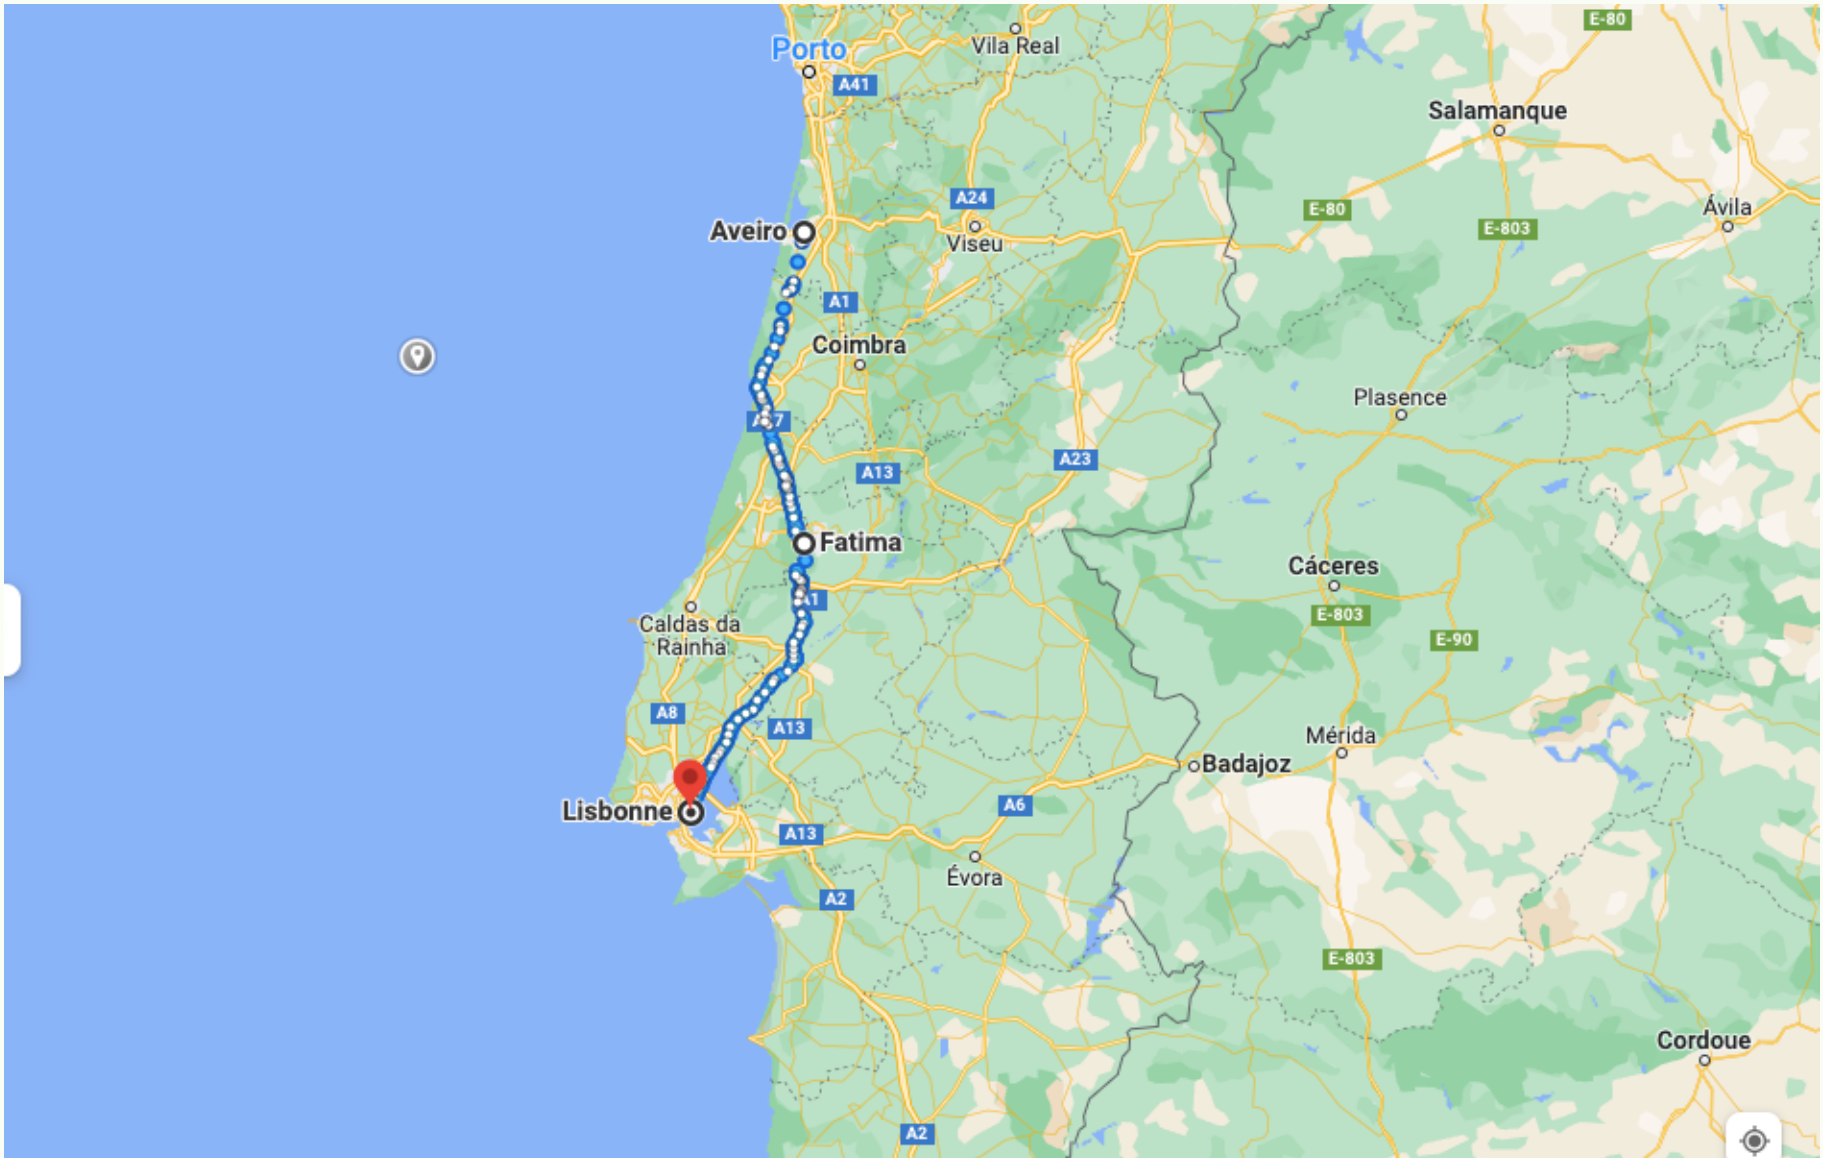 E-80
Porto
Vila Real
A41
Salamanque
A24
E-80
Ávila
Aveiro
E-803
Viseu
A1
Coimbra
Plasence
A23
A13
Fatima
Cáceres
A1
E-803
Caldas da
Rainha
E-90
A8
A13
Mérida
Badajoz
A6
Lisbonne
A13
Évora
A2
E-803
Cordoue
A2